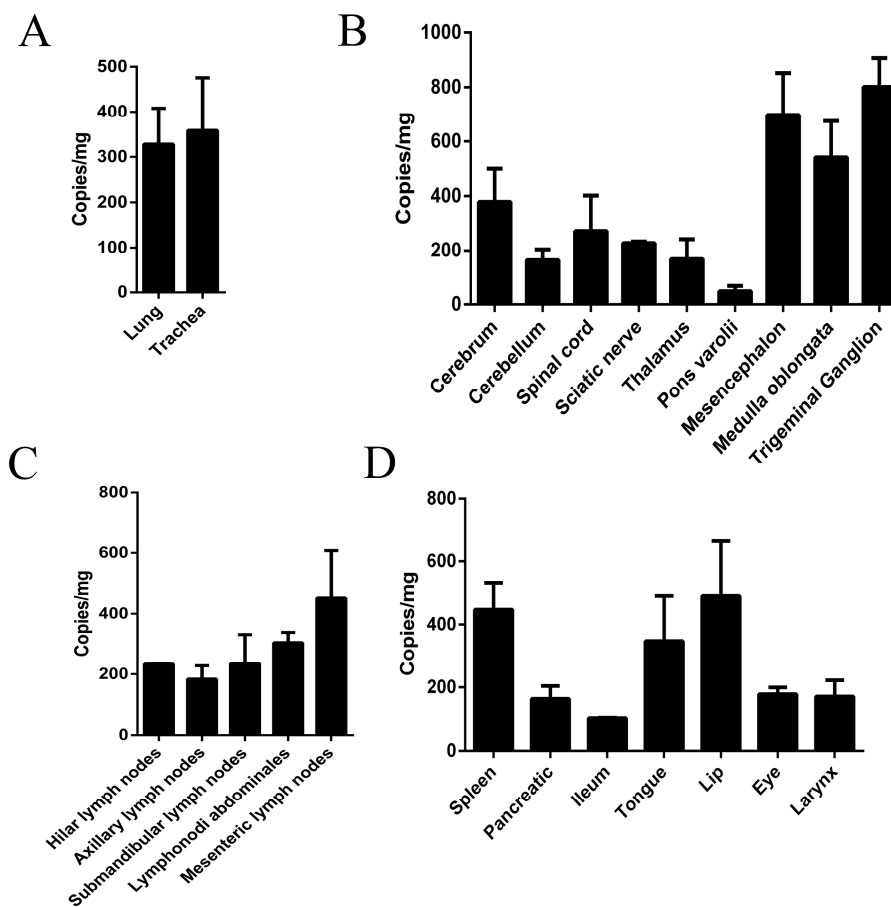 A
500
400
300
200
100
0
Copies/mg
Lung
Trachea
B
1000
800
600
400
200
0
Copies/mg
Cerebrum
Cerebellum
Spinal cord
Sciatic nerve
Thalamus
Pons varolii
Mesencephalon
Medulla oblongata
Trigeminal Ganglion
C
800
600
400
200
0
Copies/mg
Hilar lymph nodes
Axillary lymph nodes
Submandibular lymph nodes
Lymphonodi abdominales
Mesenteric lymph nodes
D
800
600
400
200
0
Copies/mg
Spleen
Pancreatic
Ileum
Tongue
Lip
Eye
Larynx